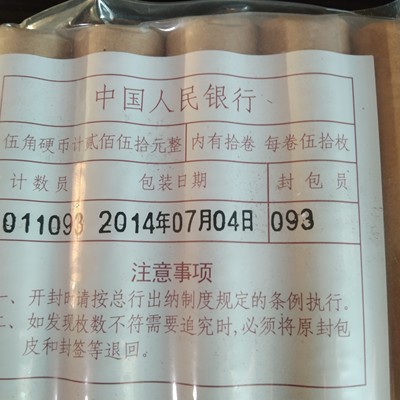 中国人民银行
伍角硬币计贰佰伍拾元整 内有拾卷 每卷伍拾枚
计数员 包装日期 封包员
011093 2014年07月04日 093
注意事项
一、开封时请按总行出纳制度规定的条例执行。
二、如发现枚数不符需要追究时,必须将原封包
皮和封签等退回。